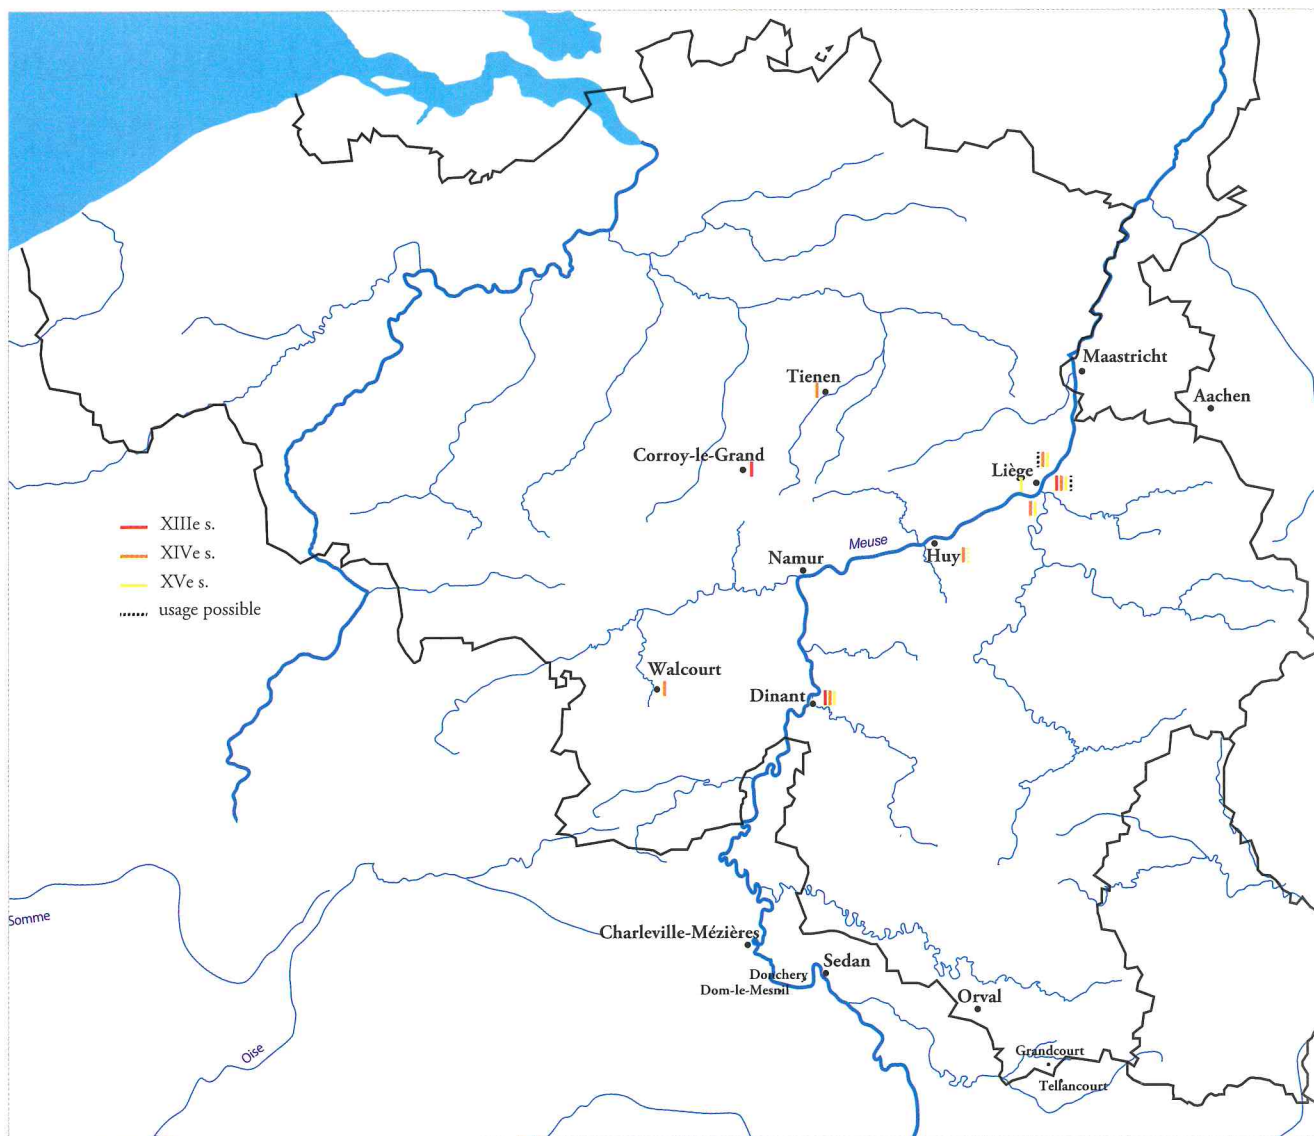 Maastricht
Tienen
Aachen
Corroy-le-Grand
Liège
XIIIe s.
XIVe s.
Meuse
Huy
Namur
XVe s.
usage possible
Walcourt
Dinant
Somme
Charleville-Mézières
Sedan
Donchery
Dom-le-Mesnil
Orval
Oise
Grandcourt
Tellancourt